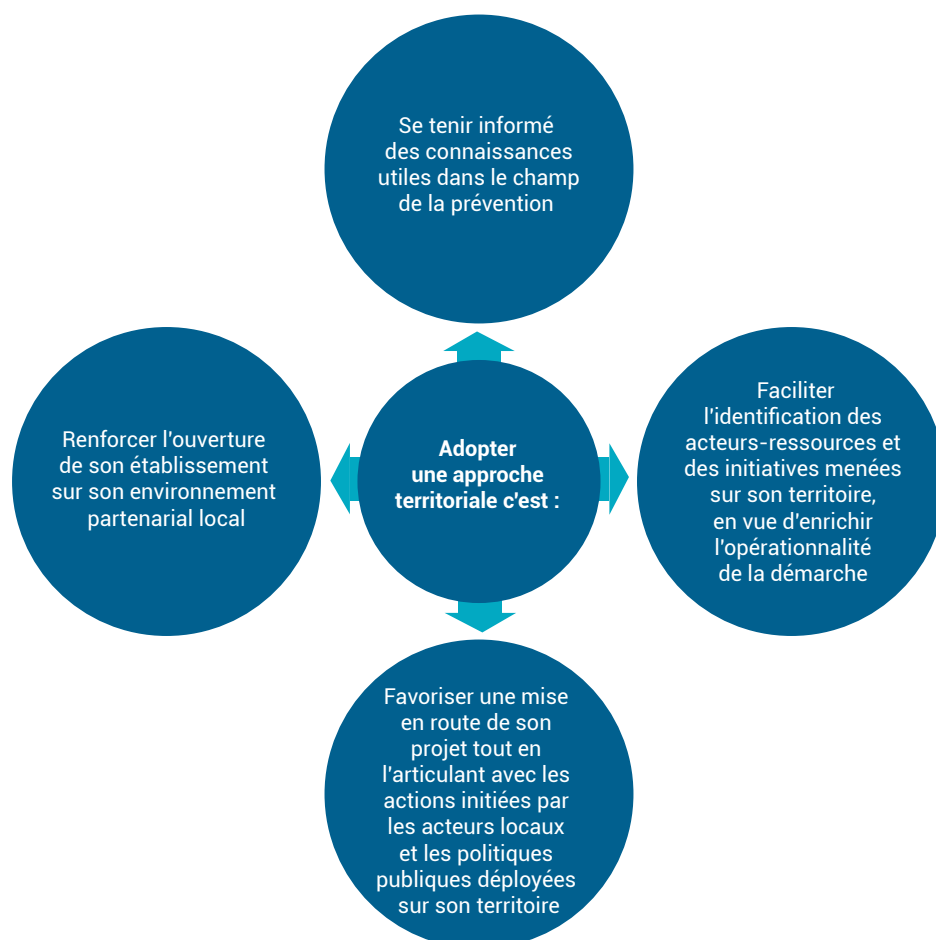 Se tenir informé
des connaissances
utiles dans le champ
de la prévention
Renforcer l'ouverture
de son établissement
sur son environnement
partenarial local
Adopter
une approche
territoriale c'est :
Faciliter
l'identification des
acteurs-ressources et
des initiatives menées
sur son territoire,
en vue d'enrichir
l'opérationnalité
de la démarche
Favoriser une mise
en route de son
projet tout en
l'articulant avec les
actions initiées par
les acteurs locaux
et les politiques
publiques déployées
sur son territoire